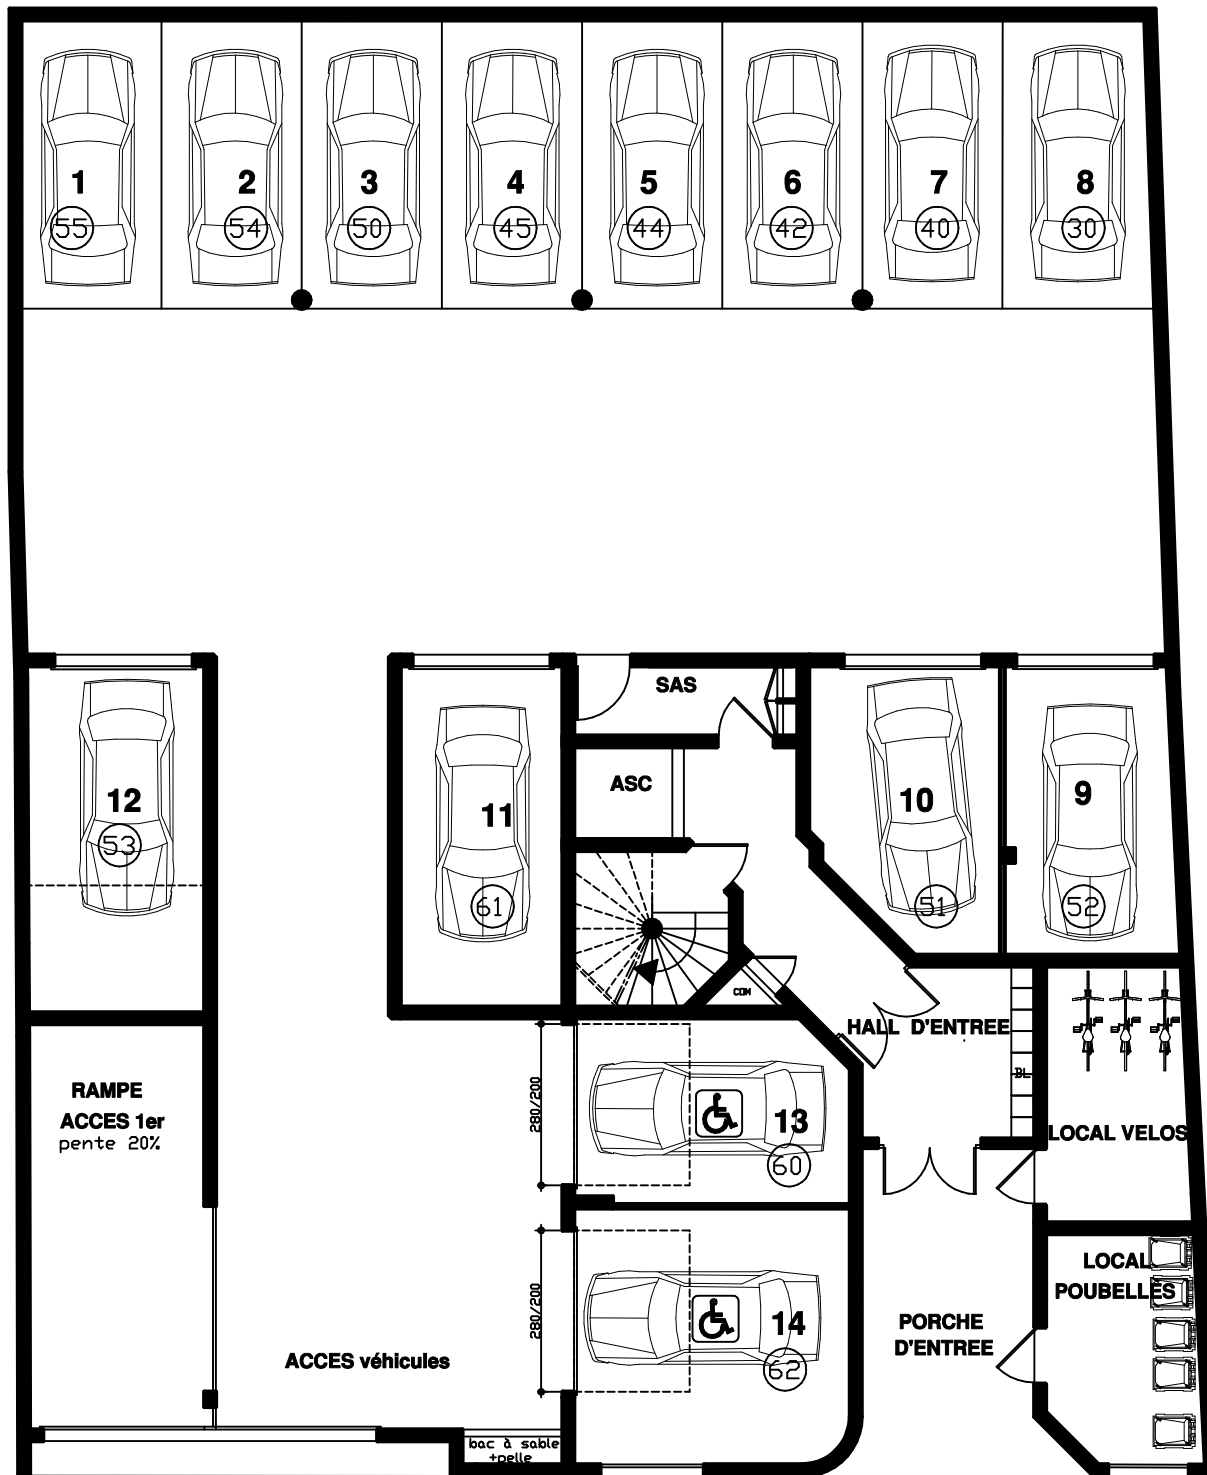 1
2
3
4
5
6
7
8
55
54
50
45
44
42
40
30
SAS
ASC
12
53
11
61
10
51
9
52
CDM
HALL D'ENTREE
BL
RAMPE
ACCES 1er
pente 20%
280/200
13
60
LOCAL VELOS
280/200
14
62
LOCAL
POUBELLES
PORCHE
D'ENTREE
ACCES véhicules
bac à sable
+pelle